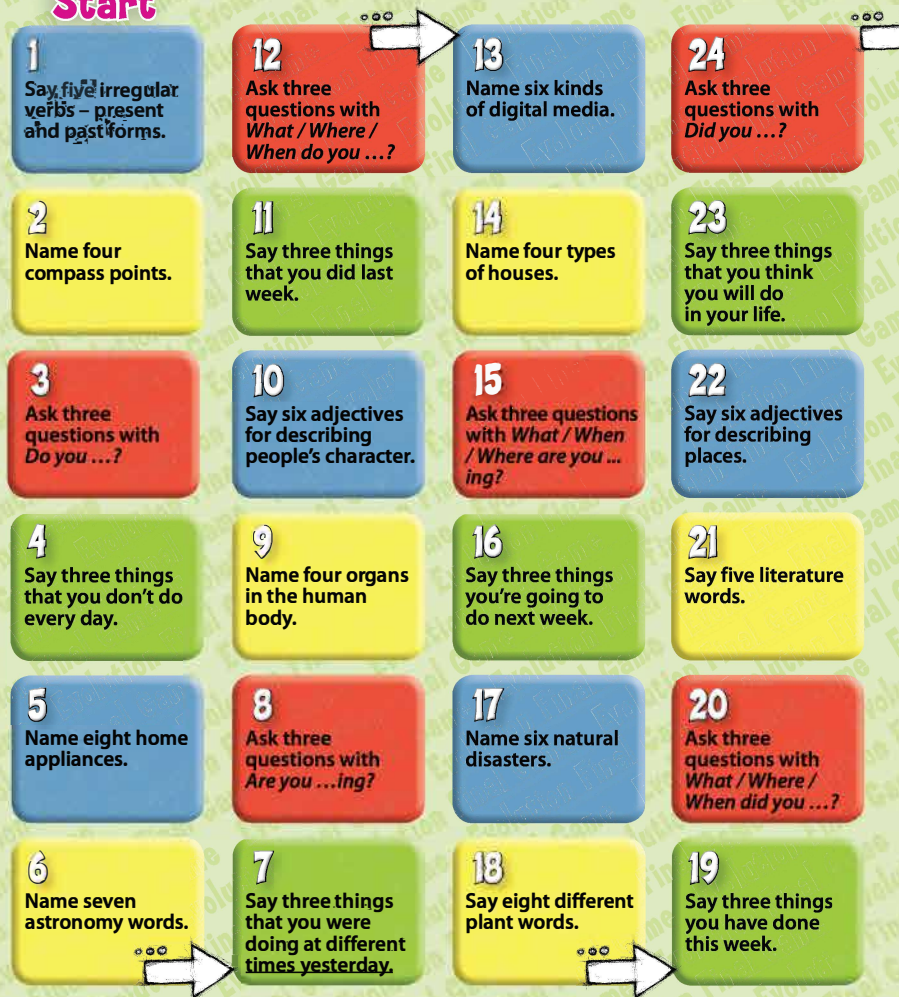 Start
1
Say five irregular
verbs – present
and past forms.
2
Name four
compass points.
3
Ask three
questions with
Do you …?
4
Say three things
that you don't do
every day.
5
Name eight home
appliances.
6
Name seven
astronomy words.
7
Say three things
that you were
doing at different
times yesterday.
8
Ask three
questions with
Are you …ing?
9
Name four organs
in the human
body.
10
Say six adjectives
for describing
people's character.
11
Say three things
that you did last
week.
12
Ask three
questions with
What / Where /
When do you …?
13
Name six kinds
of digital media.
14
Name four types
of houses.
15
Ask three questions
with What / When
/ Where are you ...
ing?
16
Say three things
you're going to
do next week.
17
Name six natural
disasters.
18
Say eight different
plant words.
19
Say three things
you have done
this week.
20
Ask three
questions with
What / Where /
When did you …?
21
Say five literature
words.
22
Say six adjectives
for describing
places.
23
Say three things
that you think
you will do
in your life.
24
Ask three
questions with
Did you …?